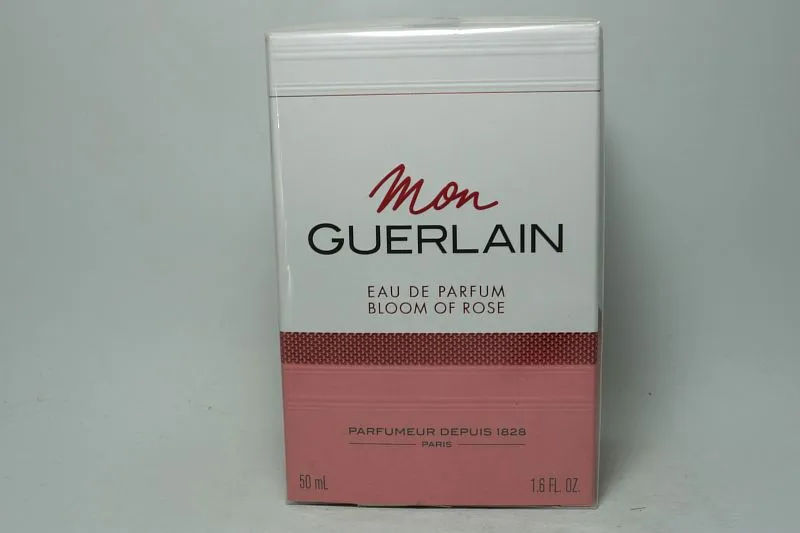 Mon
GUERLAIN
EAU DE PARFUM
BLOOM OF ROSE
PARFUMEUR DEPUIS 1828
PARIS
50 mL 1.6 FL. OZ.